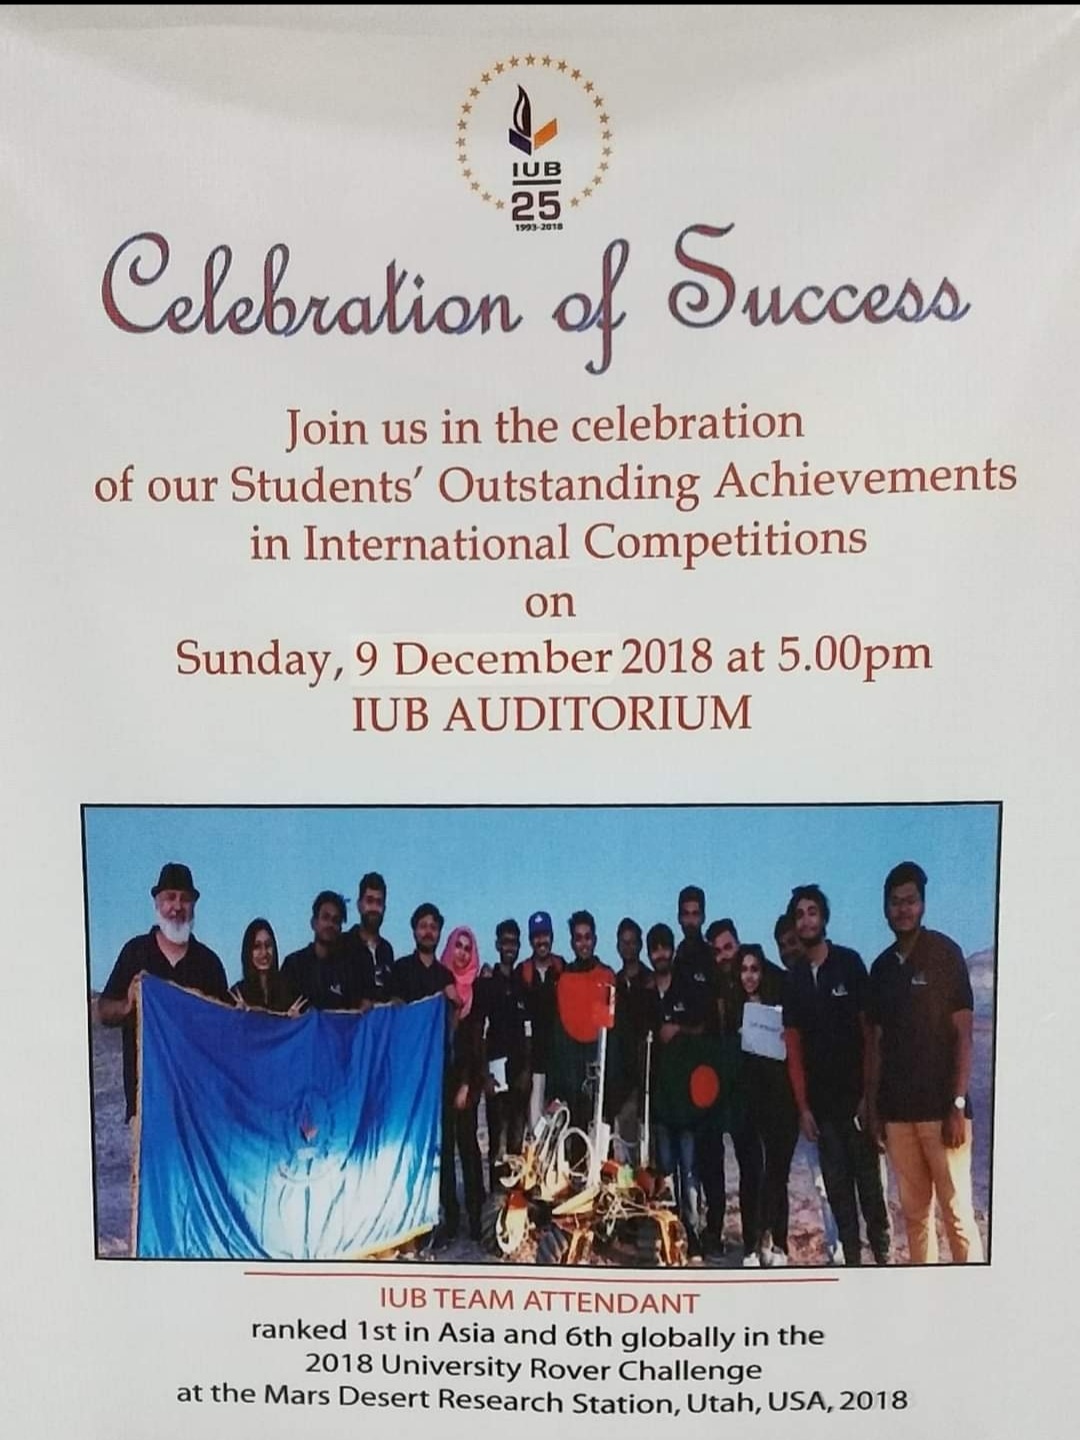 IUB
25
1993-2018
Celebration of Success
Join us in the celebration
of our Students' Outstanding Achievements
in International Competitions
on
Sunday, 9 December 2018 at 5.00pm
IUB AUDITORIUM
IUB TEAM ATTENDANT
ranked 1st in Asia and 6th globally in the
2018 University Rover Challenge
at the Mars Desert Research Station, Utah, USA, 2018